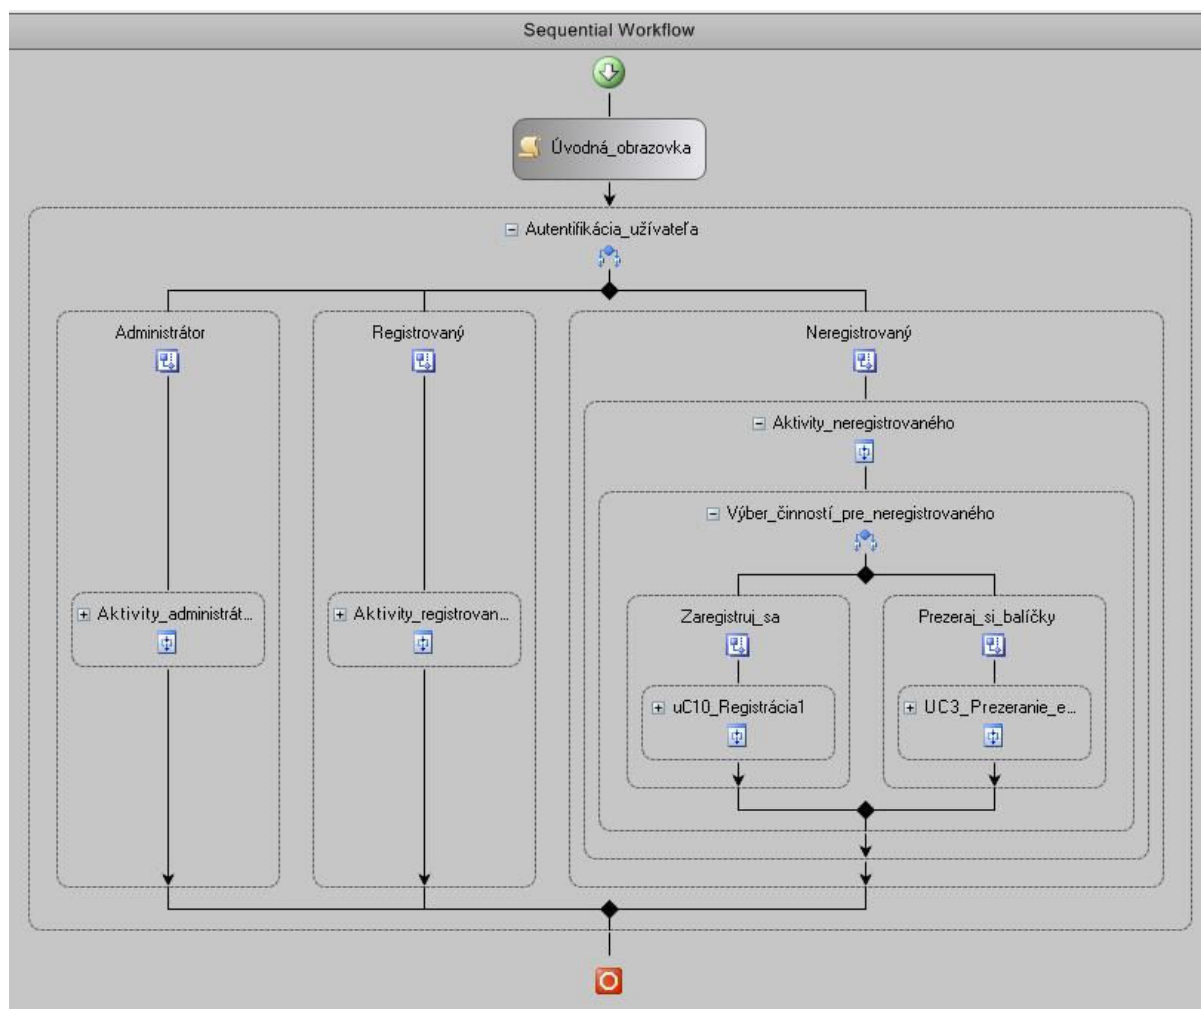 Sequential Workflow
Úvodná_obrazovka
Autentifikácia_užívateľa
Administrátor
Registrovaný
Neregistrovaný
Aktivity_neregistrovaného
Výber_činností_pre_neregistrovaného
Aktivity_administrát...
Aktivity_registrovan...
Zaregistruj_sa
Prezeraj_si_balíčky
uC10_Registrácia1
UC3_Prezeranie_e...